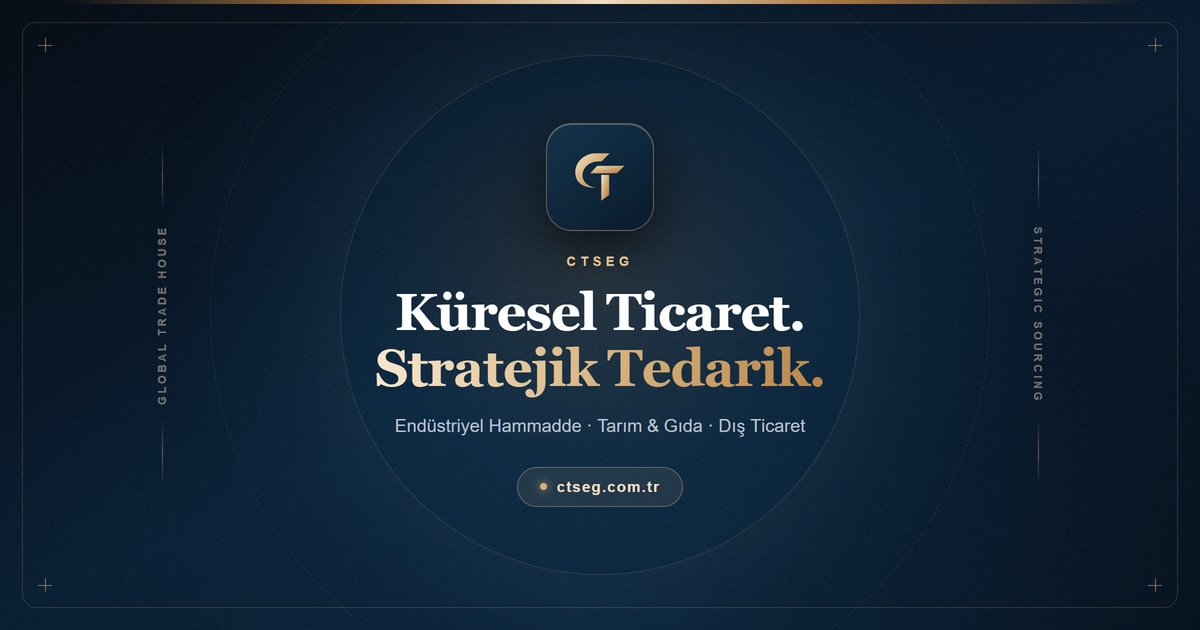 GLOBAL TRADE HOUSE
CTSEG
Küresel Ticaret.
Stratejik Tedarik.
Endüstriyel Hammadde · Tarım & Gıda · Dış Ticaret
ctseg.com.tr
STRATEGIC SOURCING